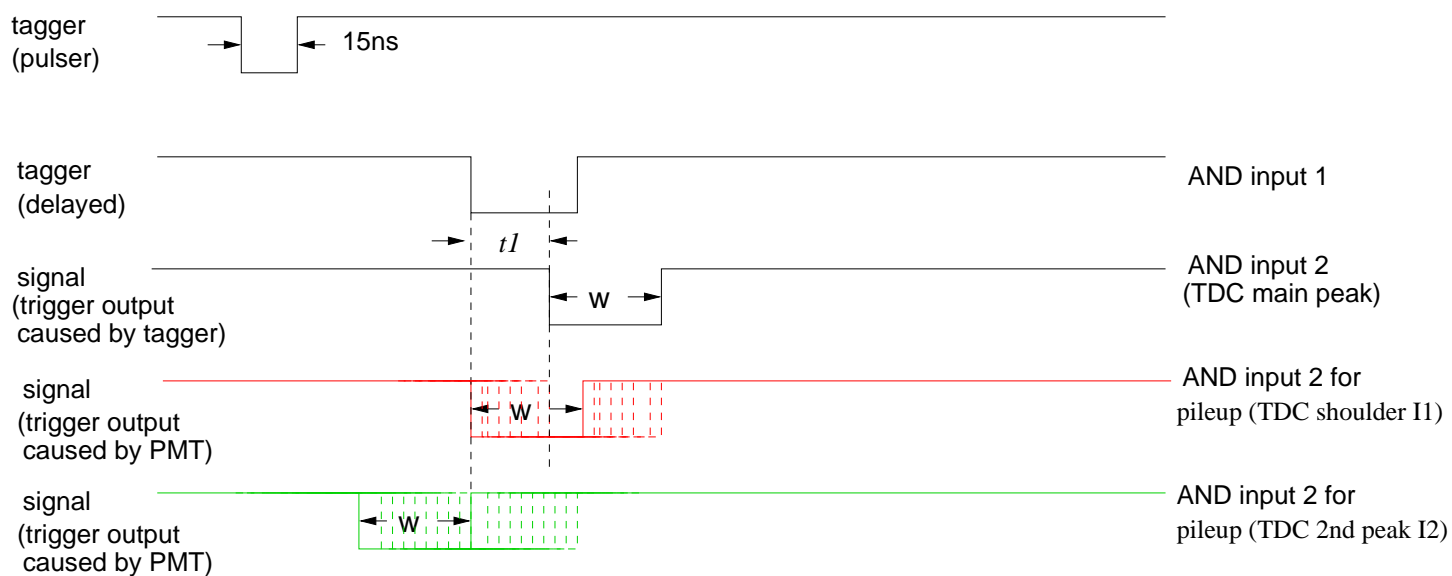 tagger
(pulser)
15ns
tagger
(delayed)
AND input 1
t1
signal
(trigger output
caused by tagger)
w
AND input 2
(TDC main peak)
signal
(trigger output
caused by PMT)
w
AND input 2 for
pileup (TDC shoulder I1)
signal
(trigger output
caused by PMT)
w
AND input 2 for
pileup (TDC 2nd peak I2)